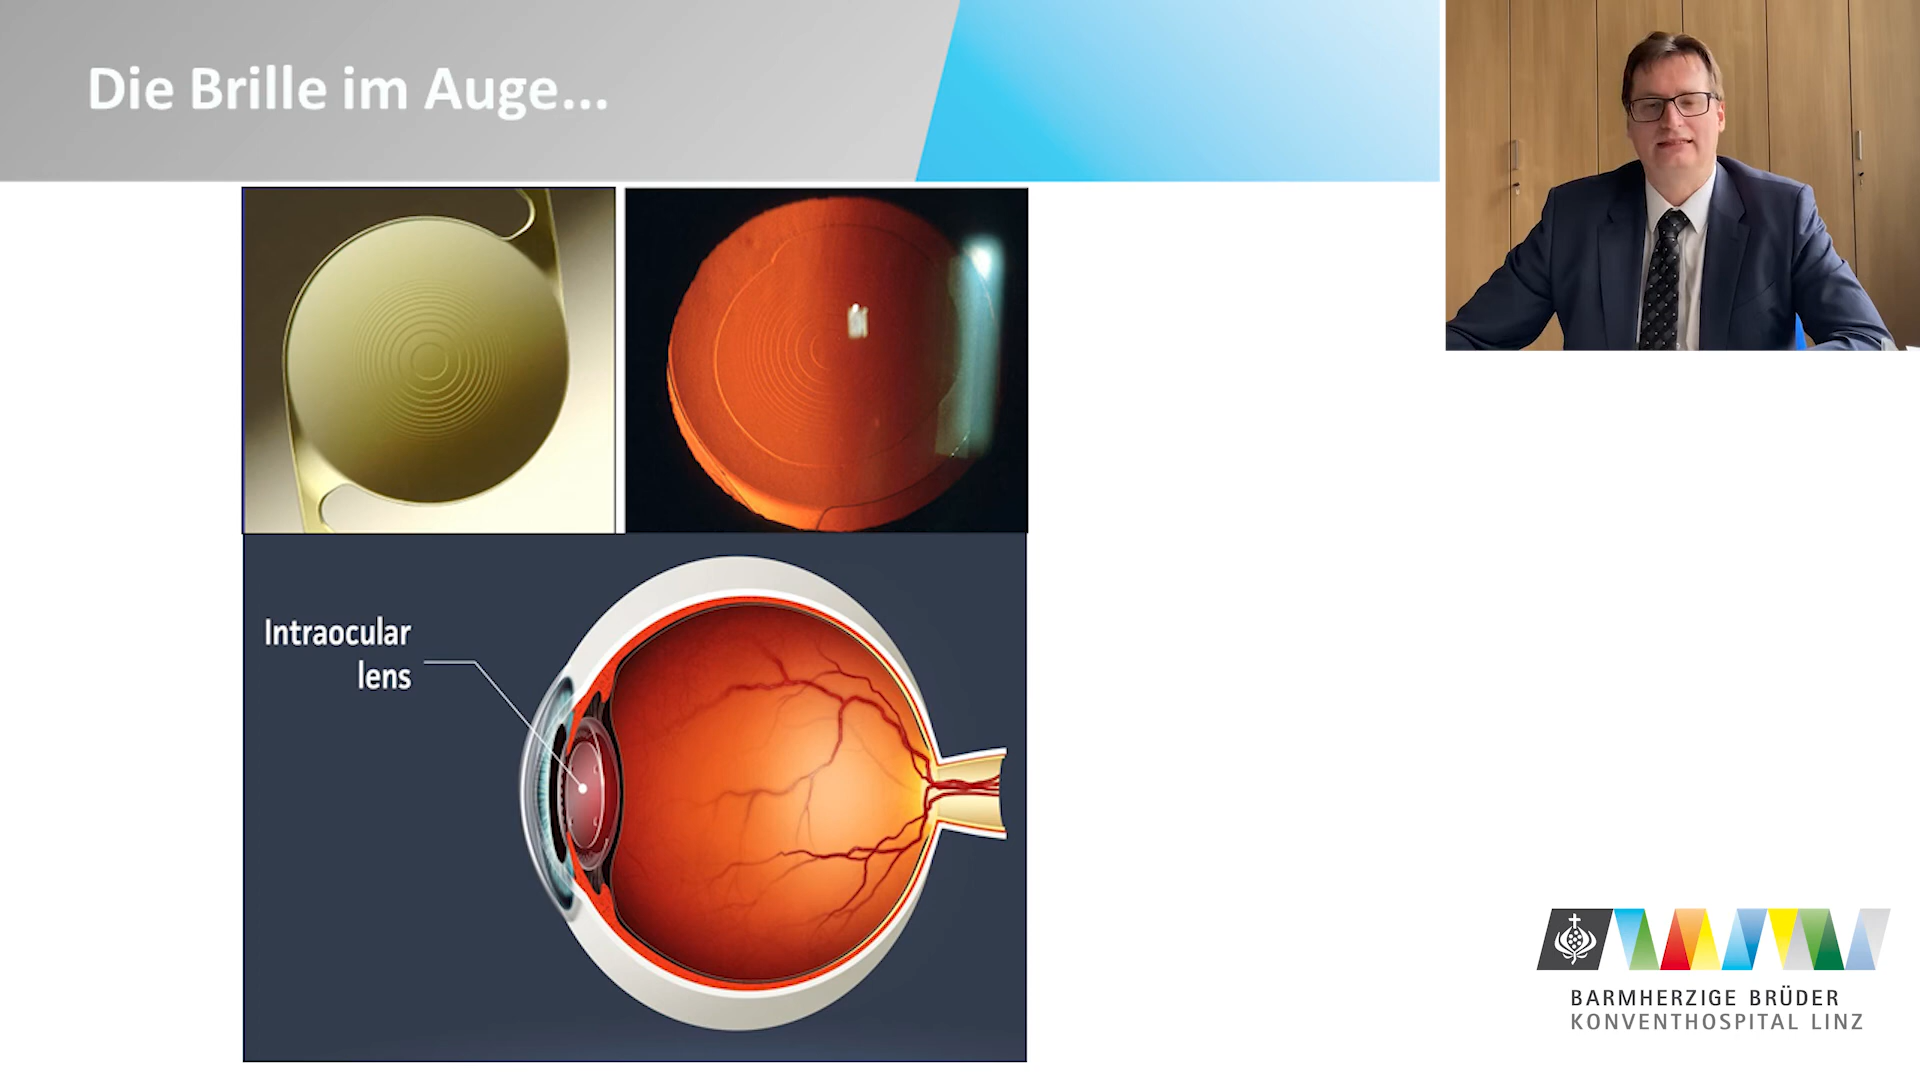 Die Brille im Auge...
Intraocular
lens
BARMHERZIGE BRÜDER
KONVENTHOSPITAL LINZ